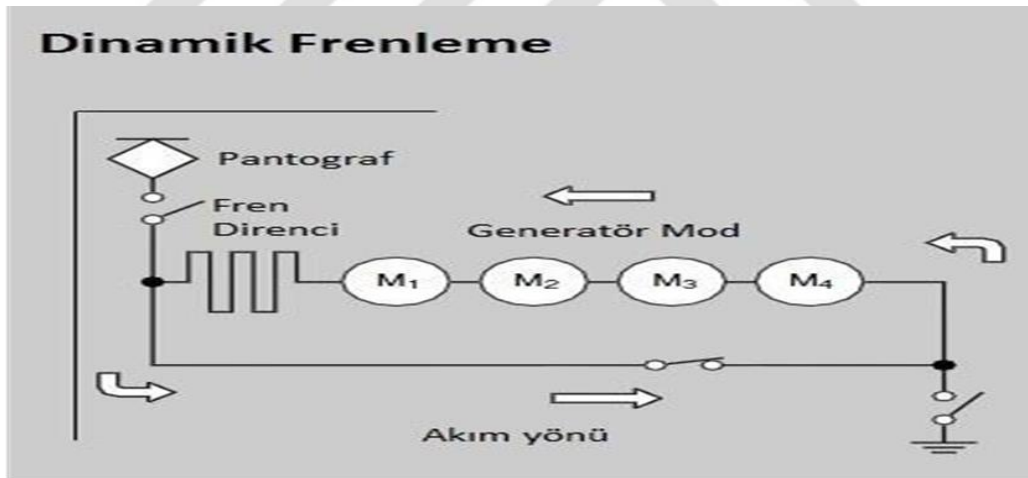 Dinamik Frenleme
Pantograf
Fren
Direnci
Generatör Mod
M₁ M₂ M₃ M₄
Akım yönü